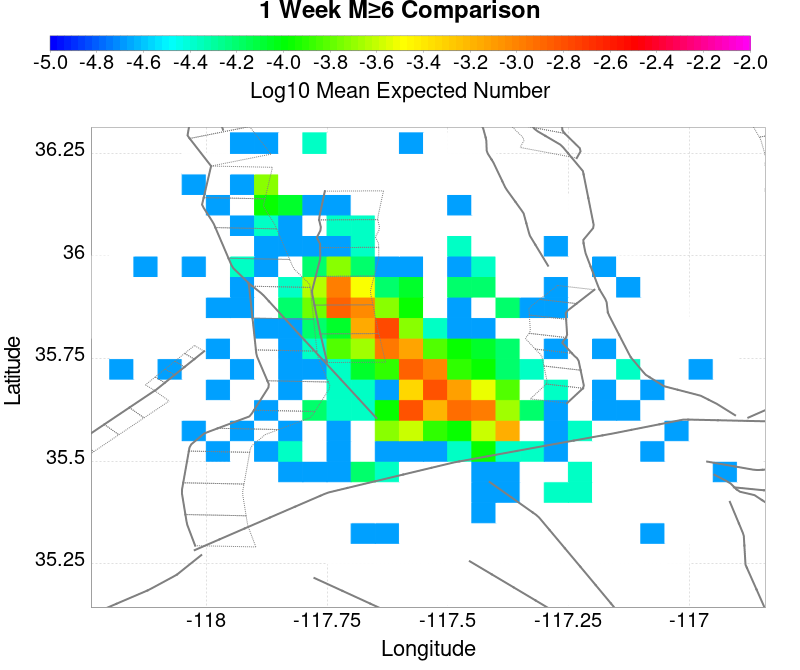 1 Week M≥6 Comparison
-5.0 -4.8 -4.6 -4.4 -4.2 -4.0 -3.8 -3.6 -3.4 -3.2 -3.0 -2.8 -2.6 -2.4 -2.2 -2.0
Log10 Mean Expected Number
36.25
36
35.75
35.5
35.25
Latitude
-118 -117.75 -117.5 -117.25 -117
Longitude